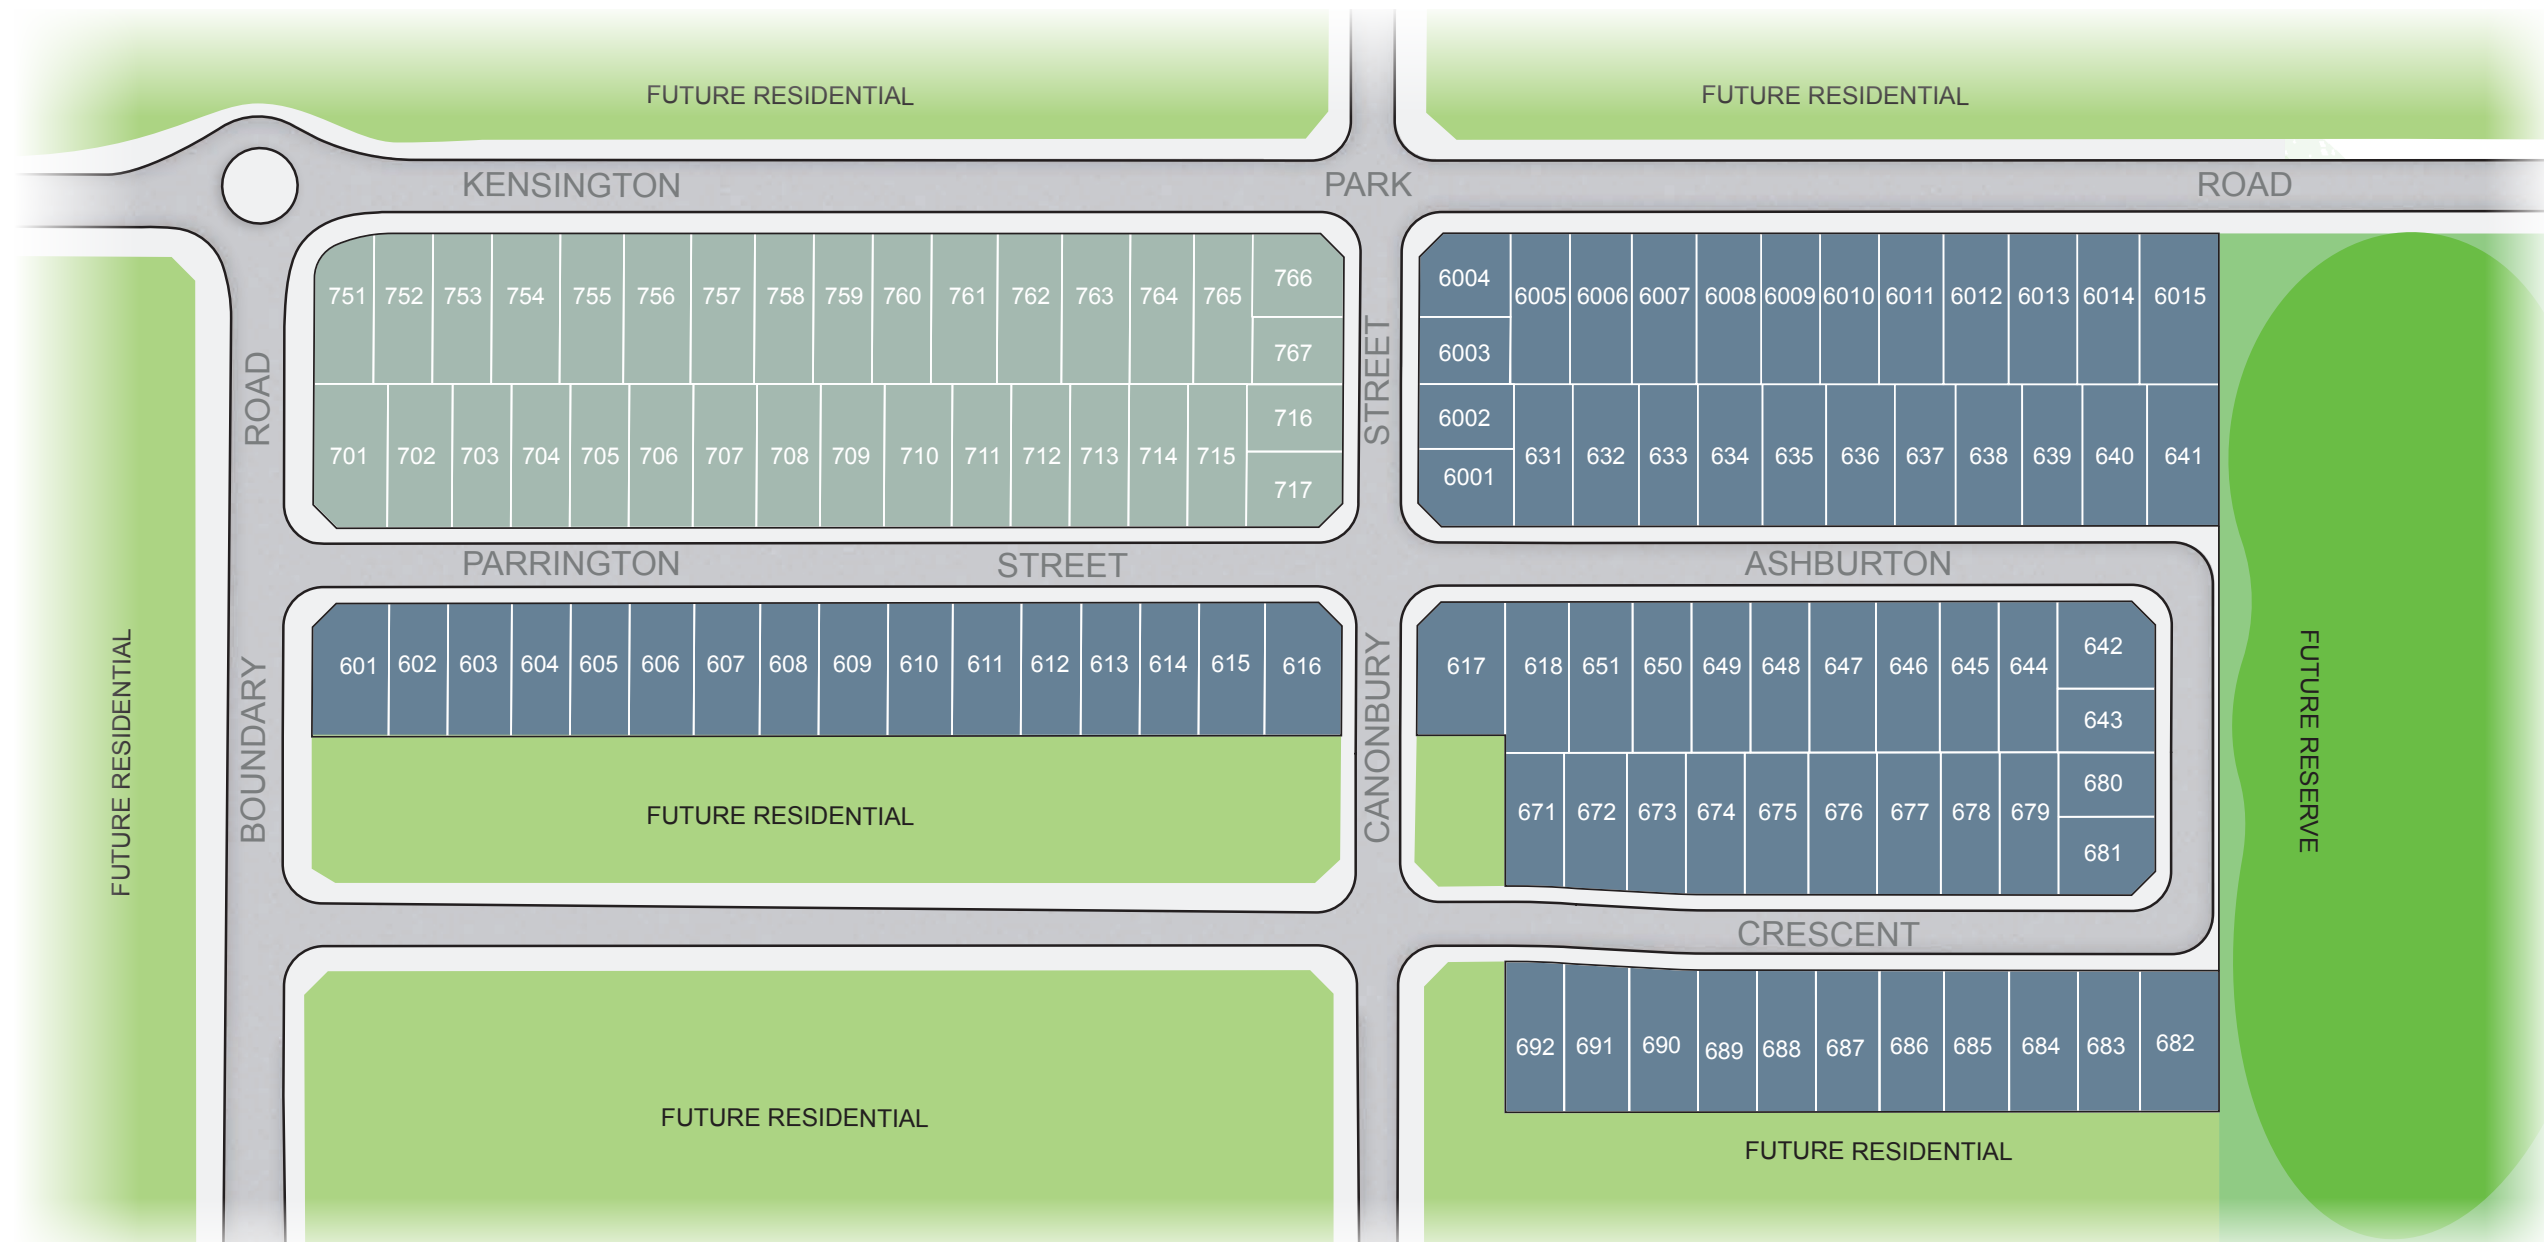 FUTURE RESIDENTIAL
FUTURE RESIDENTIAL
KENSINGTON PARK ROAD
766
6004
751 752 753 754 755 756 757 758 759 760 761 762 763 764 765
6005 6006 6007 6008 6009 6010 6011 6012 6013 6014 6015
767
6003
716
6002
701 702 703 704 705 706 707 708 709 710 711 712 713 714 715
631 632 633 634 635 636 637 638 639 640 641
717
6001
BOUNDARY ROAD
CANONBURY STREET
PARRINGTON STREET
ASHBURTON
601 602 603 604 605 606 607 608 609 610 611 612 613 614 615 616
617 618 651 650 649 648 647 646 645 644
642
643
FUTURE RESIDENTIAL
FUTURE RESERVE
FUTURE RESIDENTIAL
671 672 673 674 675 676 677 678 679
680
681
CRESCENT
692 691 690 689 688 687 686 685 684 683 682
FUTURE RESIDENTIAL
FUTURE RESIDENTIAL